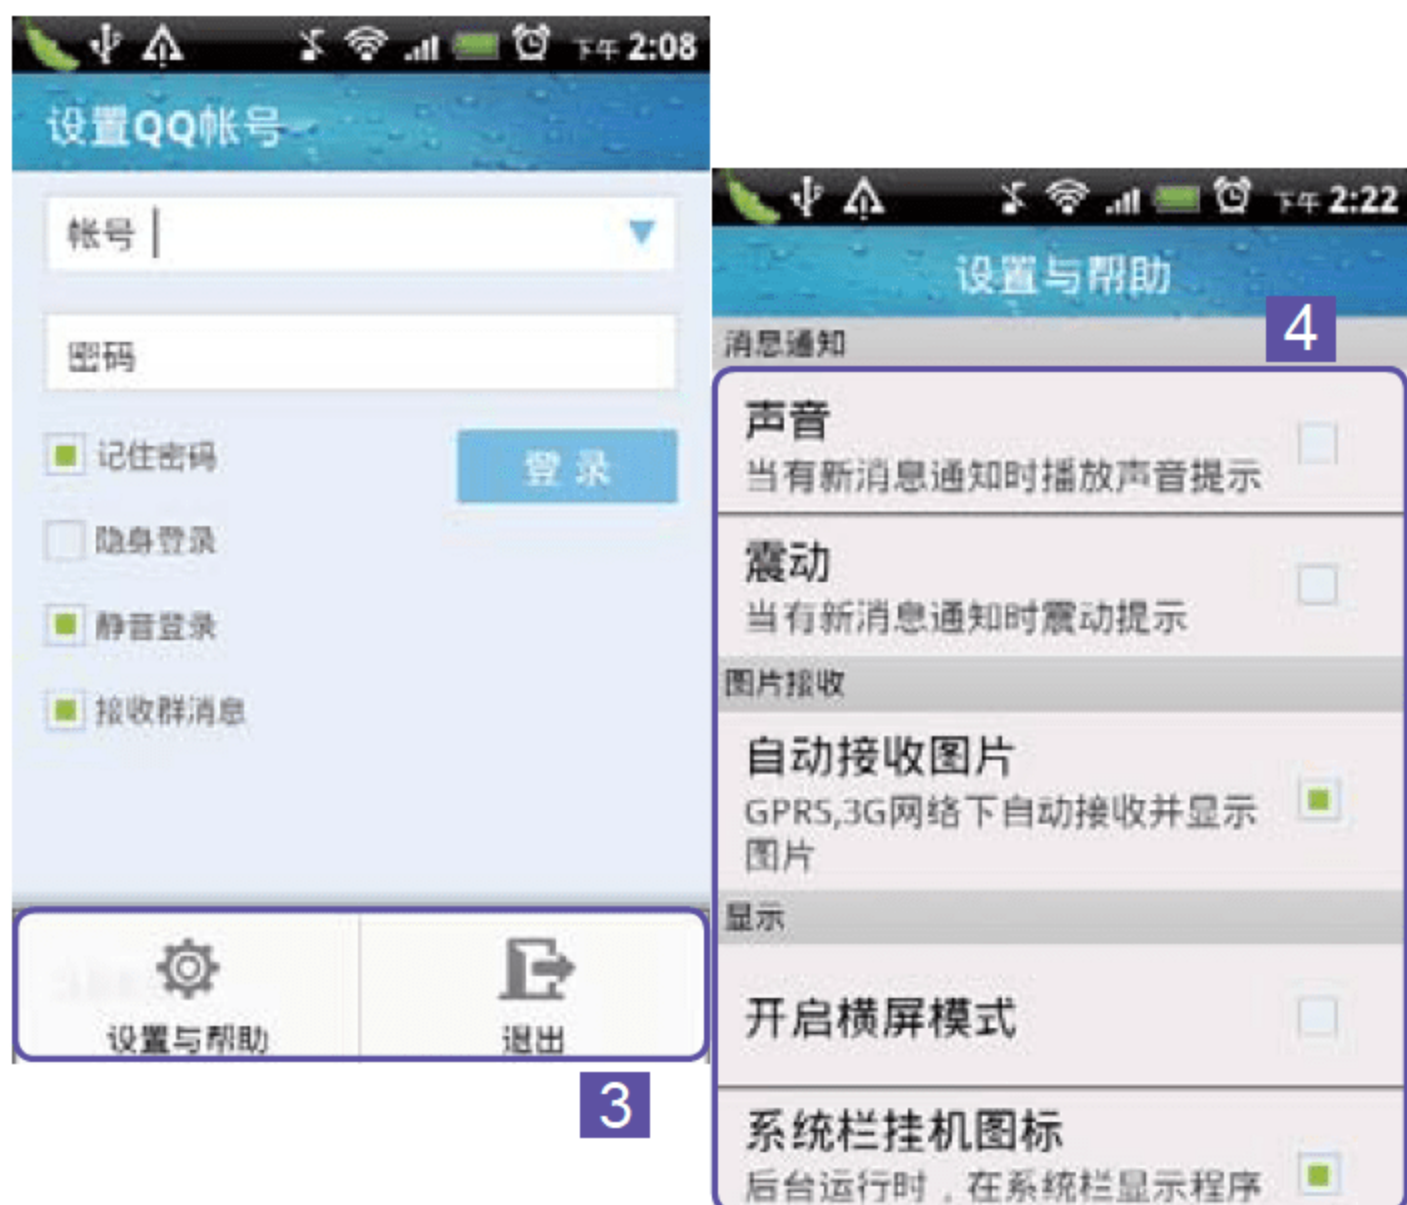 下午 2:08
设置QQ帐号
帐号
密码
记住密码
登录
隐身登录
静音登录
接收群消息
设置与帮助
退出
3
下午 2:22
设置与帮助
4
消息通知
声音
当有新消息通知时播放声音提示
震动
当有新消息通知时震动提示
图片接收
自动接收图片
GPRS,3G网络下自动接收并显示
图片
显示
开启横屏模式
系统栏挂机图标
后台运行时，在系统栏显示程序